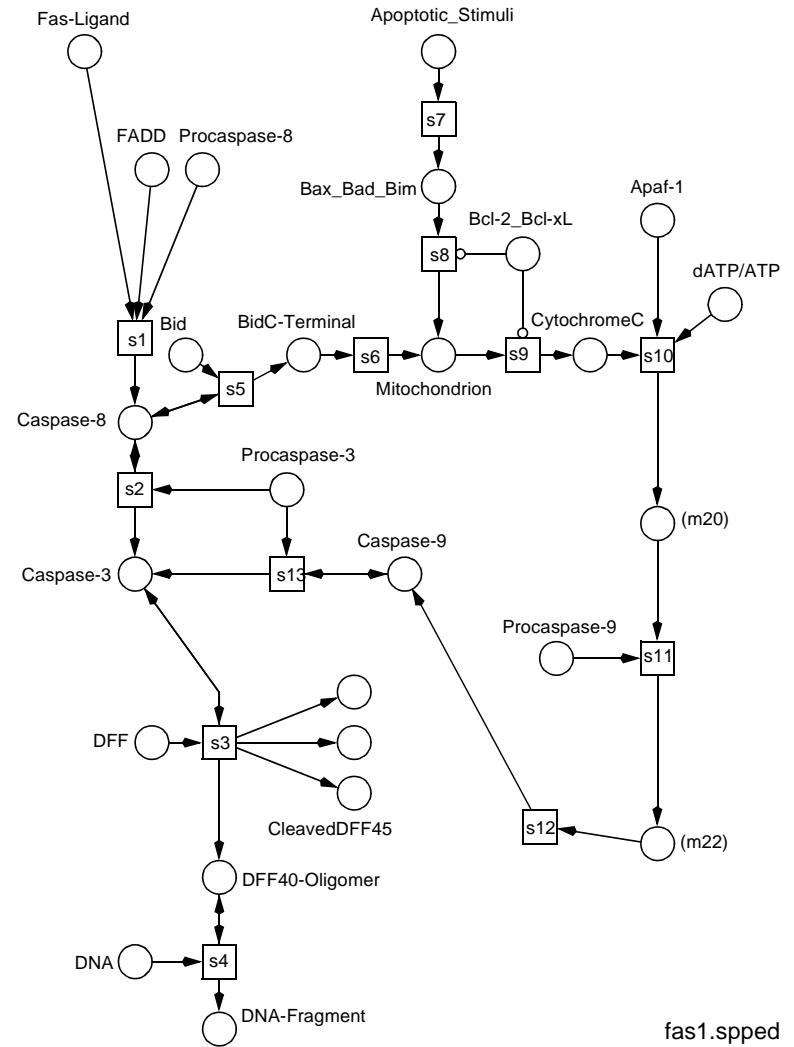 Apoptotic_Stimuli
Fas-Ligand
s7
FADD
Procaspase-8
Bax_Bad_Bim
Apaf-1
Bcl-2_Bcl-xL
s8
dATP/ATP
s1
Bid
BidC-Terminal
CytochromeC
s6
s9
s10
s5
Mitochondrion
Caspase-8
Procaspase-3
s2
(m20)
Caspase-9
Caspase-3
s13
Procaspase-9
s11
DFF
s3
CleavedDFF45
s12
(m22)
DFF40-Oligomer
DNA
s4
DNA-Fragment
fas1.spped